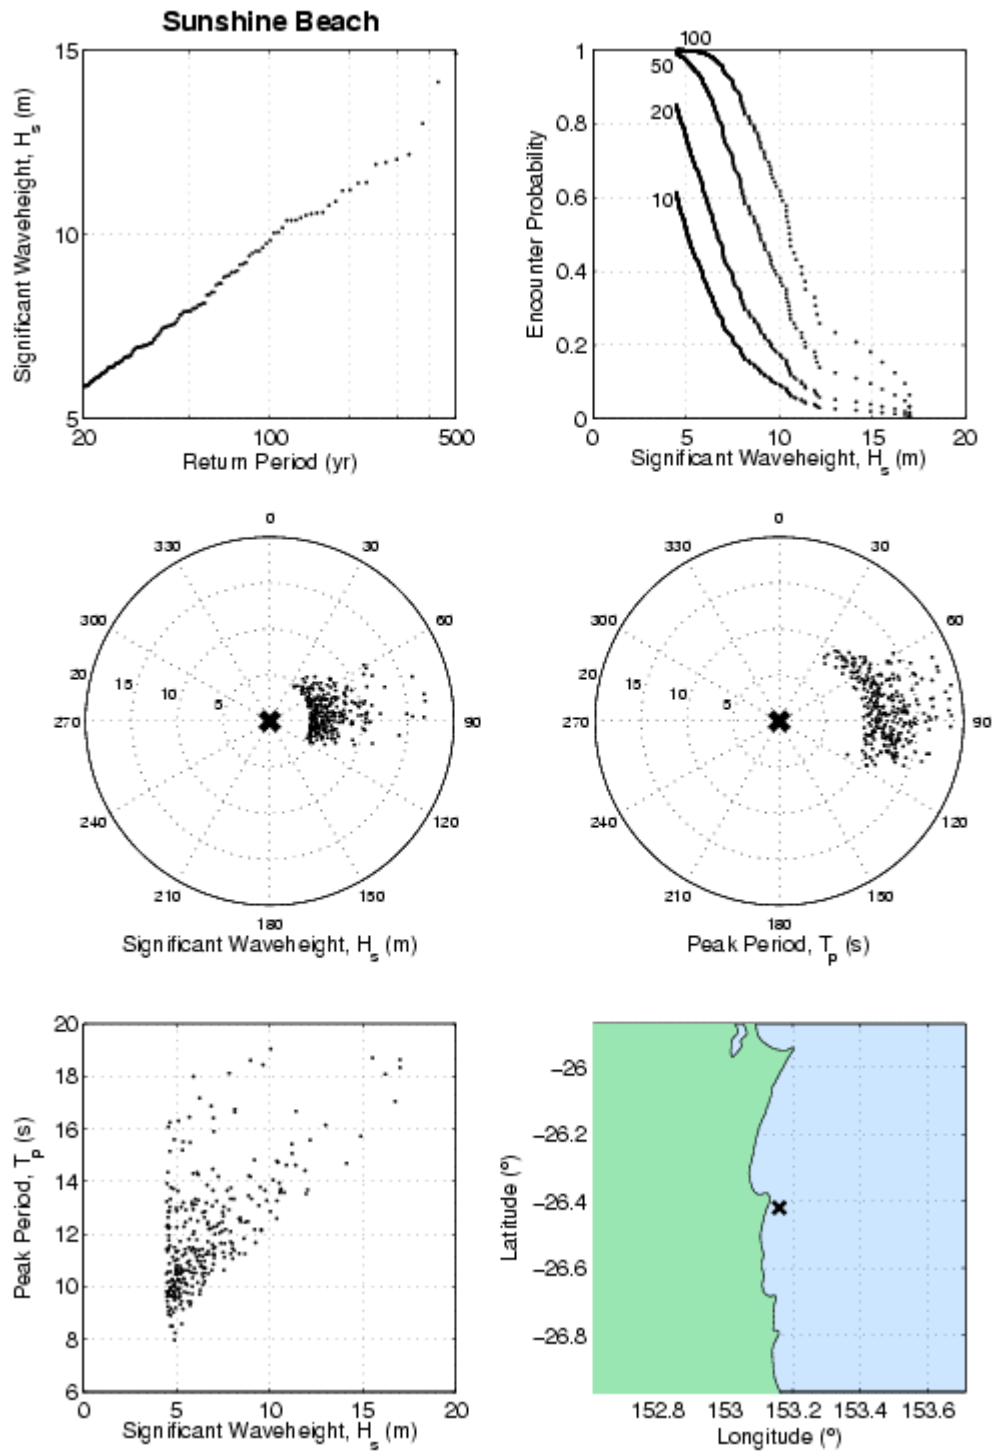 Sunshine Beach
15
10
5
Significant Waveheight, H_s (m)
20 100 500
Return Period (yr)
100
50
20
10
1
0.8
0.6
0.4
0.2
0
Encounter Probability
0 5 10 15 20
Significant Waveheight, H_s (m)
0
330 30
300 60
20 15 10 5
270 90
240 120
210 150
180
Significant Waveheight, H_s (m)
0
330 30
300 60
20 15 10 5
270 90
240 120
210 150
180
Peak Period, T_p (s)
20
18
16
14
12
10
8
6
Peak Period, T_p (s)
0 5 10 15 20
Significant Waveheight, H_s (m)
-26
-26.2
-26.4
-26.6
-26.8
Latitude (º)
152.8 153 153.2 153.4 153.6
Longitude (º)